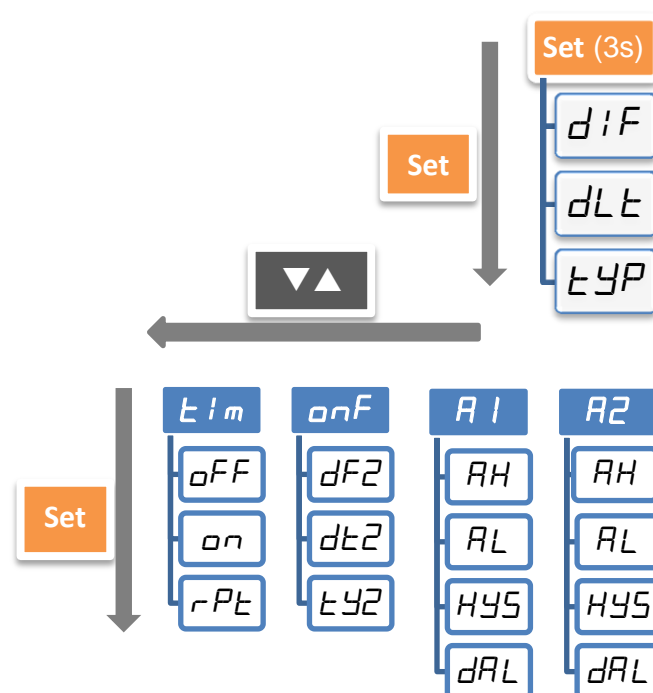 Set (3s)
dIF
Set
dLt
tYP
▼▲
tIm
onF
A1
A2
oFF
dF2
AH
AH
Set
on
dt2
AL
AL
rPt
tY2
HYS
HYS
dAL
dAL